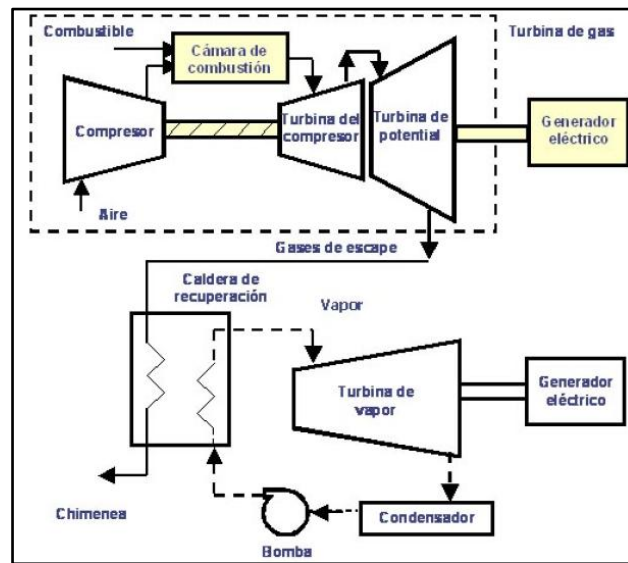 Combustible
Cámara de
combustión
Turbina de gas
Compresor
Turbina del
compresor
Turbina de
potential
Generador
eléctrico
Aire
Gases de escape
Caldera de
recuperación
Vapor
Turbina de
vapor
Generador
eléctrico
Chimenea
Bomba
Condensador